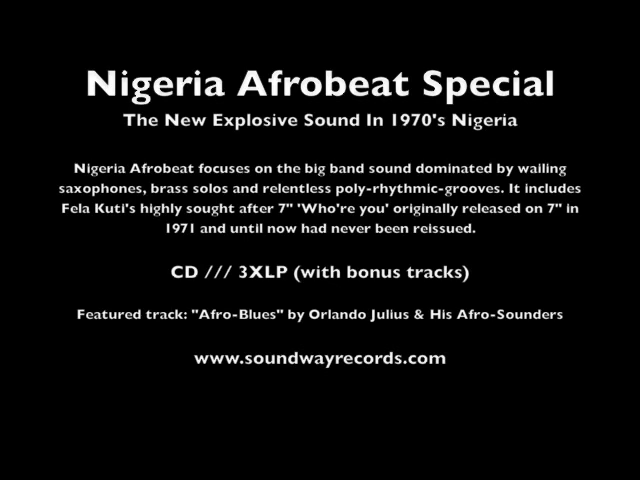 Nigeria Afrobeat Special
The New Explosive Sound In 1970's Nigeria
Nigeria Afrobeat focuses on the big band sound dominated by wailing
saxophones, brass solos and relentless poly-rhythmic-grooves. It includes
Fela Kuti's highly sought after 7" 'Who're you' originally released on 7" in
1971 and until now had never been reissued.
CD /// 3XLP (with bonus tracks)
Featured track: "Afro-Blues" by Orlando Julius & His Afro-Sounders
www.soundwayrecords.com